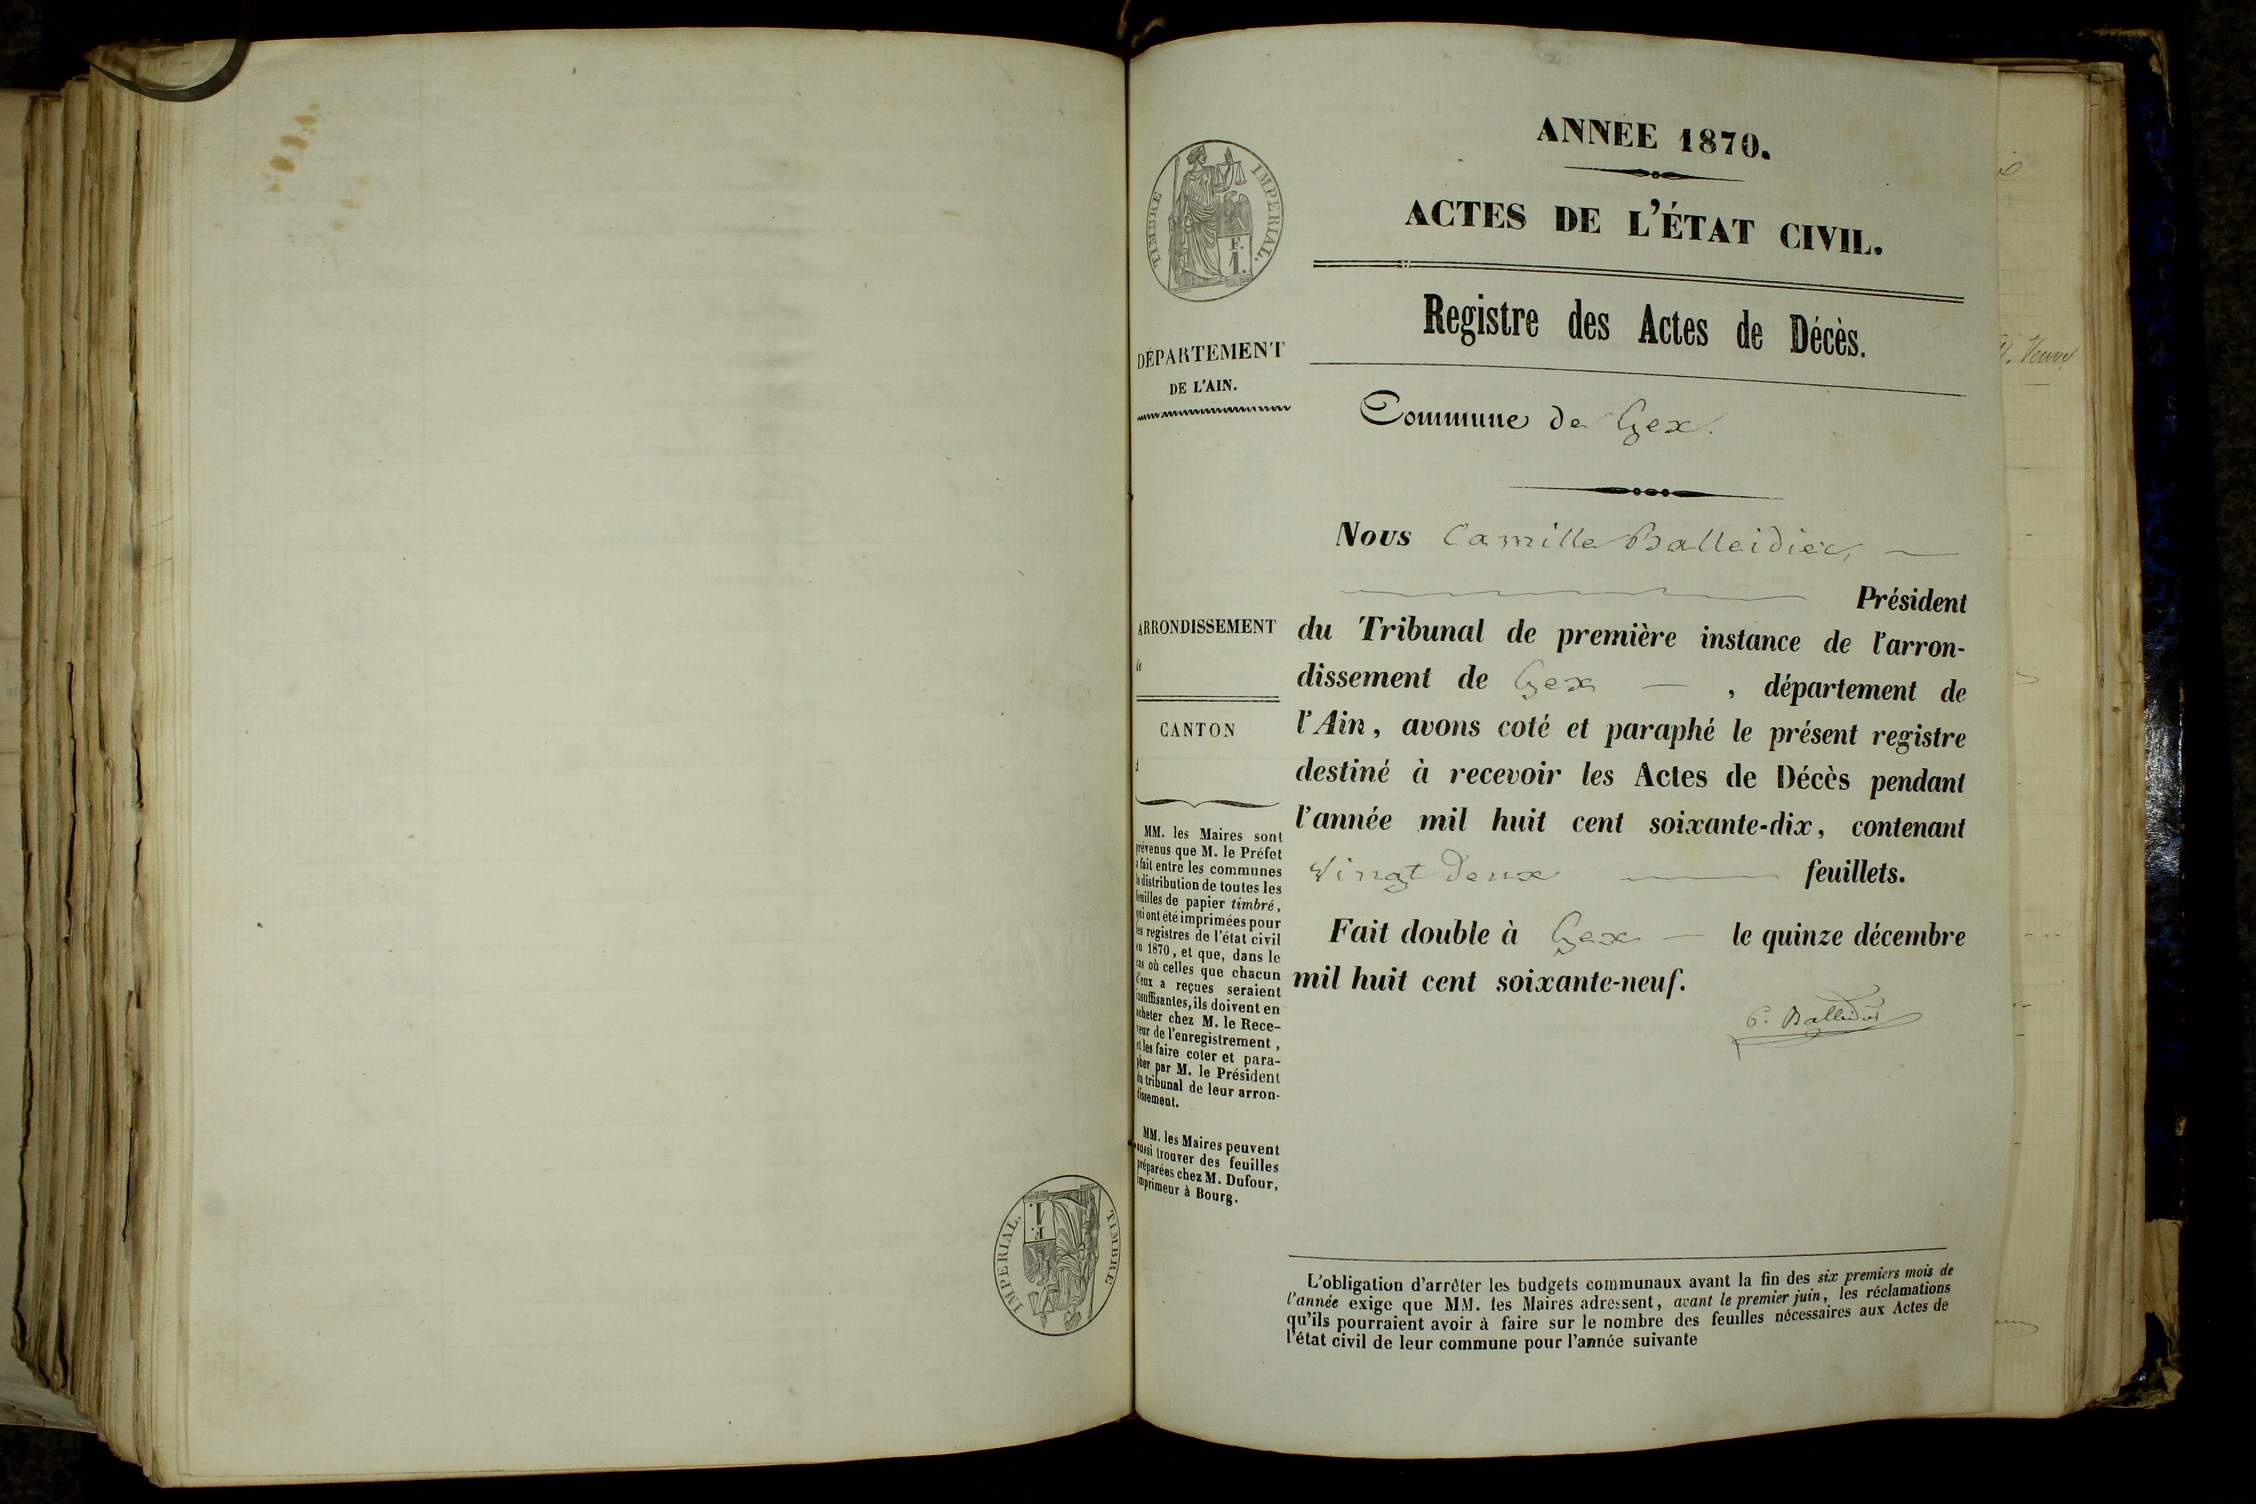 ANNÉE 1870.
ACTES DE L'ÉTAT CIVIL.
TIMBRE IMPERIAL.
F.
1.
Registre des Actes de Décès.
DÉPARTEMENT
DE L'AIN.
Commune de Gex.
Nous Camille Balleidier,
Président
ARRONDISSEMENT
de
du Tribunal de première instance de l'arron-
dissement de Gex , département de
CANTON
d
l'Ain, avons coté et paraphé le présent registre
destiné à recevoir les Actes de Décès pendant
l'année mil huit cent soixante-dix, contenant
Vingt Deux feuillets.
Fait double à Gex le quinze décembre
mil huit cent soixante-neuf.
C. Balleidier
MM. les Maires sont
prévenus que M. le Préfet
a fait entre les communes
la distribution de toutes les
feuilles de papier timbré,
qui ont été imprimées pour
les registres de l'état civil
en 1870, et que, dans le
cas où celles que chacun
d'eux a reçues seraient
insuffisantes, ils doivent en
acheter chez M. le Rece-
veur de l'enregistrement,
et les faire coter et para-
pher par M. le Président
du tribunal de leur arron-
dissement.
MM. les Maires peuvent
aussi trouver des feuilles
préparées chez M. Dufour,
imprimeur à Bourg.
L'obligation d'arrêter les budgets communaux avant la fin des six premiers mois de
l'année exige que MM. les Maires adressent, avant le premier juin, les réclamations
qu'ils pourraient avoir à faire sur le nombre des feuilles nécessaires aux Actes de
l'état civil de leur commune pour l'année suivante
TIMBRE IMPERIAL.
F.
1.
Veuve